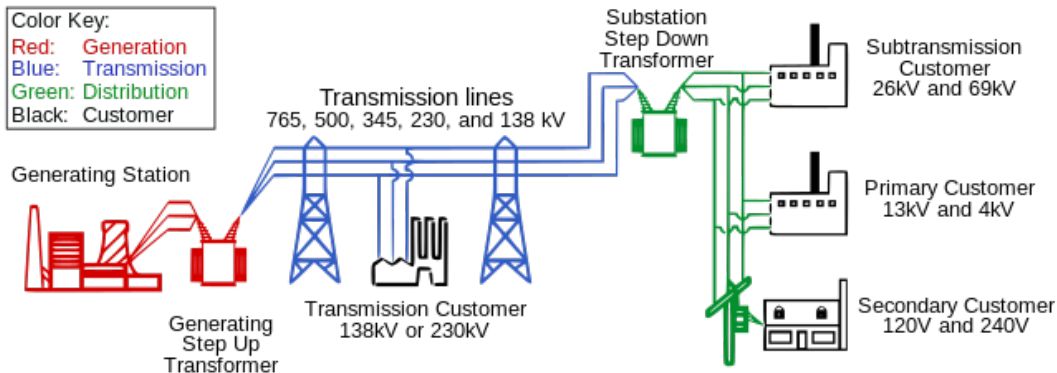 Color Key:
Red: Generation
Blue: Transmission
Green: Distribution
Black: Customer
Generating Station
Generating
Step Up
Transformer
Transmission lines
765, 500, 345, 230, and 138 kV
Transmission Customer
138kV or 230kV
Substation
Step Down
Transformer
Subtransmission
Customer
26kV and 69kV
Primary Customer
13kV and 4kV
Secondary Customer
120V and 240V